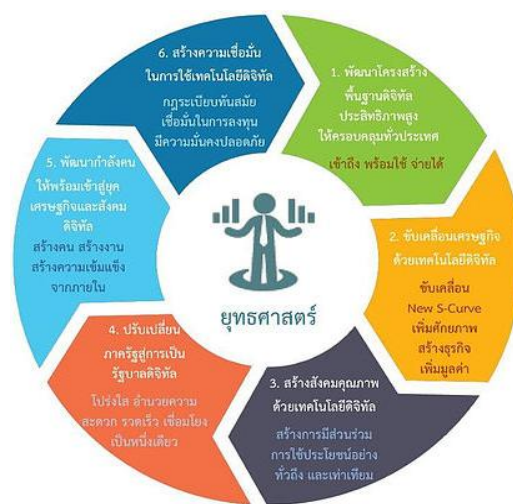 1. พัฒนาโครงสร้าง
พื้นฐานดิจิทัล
ประสิทธิภาพสูง
ให้ครอบคลุมทั่วประเทศ
เข้าถึง พร้อมใช้ จ่ายได้
2. ขับเคลื่อนเศรษฐกิจ
ด้วยเทคโนโลยีดิจิทัล
ขับเคลื่อน
New S-Curve
เพิ่มศักยภาพ
สร้างธุรกิจ
เพิ่มมูลค่า
3. สร้างสังคมคุณภาพ
ด้วยเทคโนโลยีดิจิทัล
สร้างการมีส่วนร่วม
การใช้ประโยชน์อย่าง
ทั่วถึง และเท่าเทียม
4. ปรับเปลี่ยน
ภาครัฐสู่การเป็น
รัฐบาลดิจิทัล
โปร่งใส อำนวยความ
สะดวก รวดเร็ว เชื่อมโยง
เป็นหนึ่งเดียว
5. พัฒนากำลังคน
ให้พร้อมเข้าสู่ยุค
เศรษฐกิจและสังคม
ดิจิทัล
สร้างคน สร้างงาน
สร้างความเข้มแข็ง
จากภายใน
6. สร้างความเชื่อมั่น
ในการใช้เทคโนโลยีดิจิทัล
กฎระเบียบทันสมัย
เชื่อมั่นในการลงทุน
มีความมั่นคงปลอดภัย
ยุทธศาสตร์